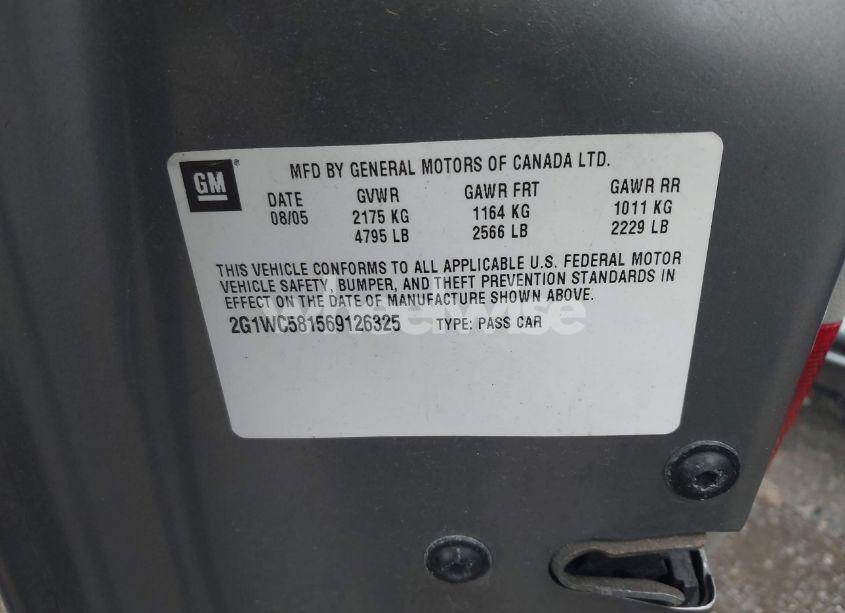 GM
MFD BY GENERAL MOTORS OF CANADA LTD.
DATE GVWR GAWR FRT GAWR RR
08/05 2175 KG 1164 KG 1011 KG
4795 LB 2566 LB 2229 LB
THIS VEHICLE CONFORMS TO ALL APPLICABLE U.S. FEDERAL MOTOR
VEHICLE SAFETY, BUMPER, AND THEFT PREVENTION STANDARDS IN
EFFECT ON THE DATE OF MANUFACTURE SHOWN ABOVE.
2G1WC581569126325 TYPE: PASS CAR
wheelwise